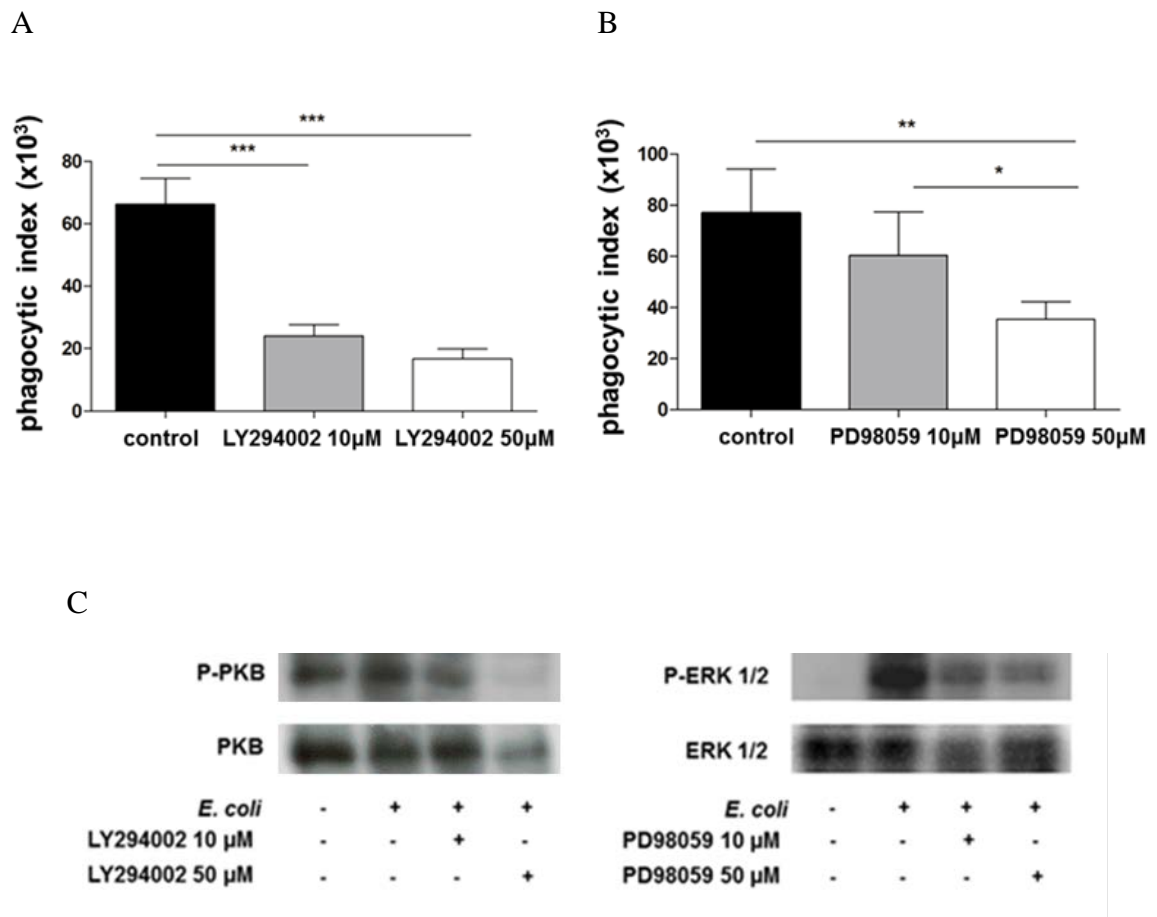 A
phagocytic index (x10³)
80
60
40
20
0
***
***
control LY294002 10µM LY294002 50µM
B
phagocytic index (x10³)
100
80
60
40
20
0
**
*
control PD98059 10µM PD98059 50µM
C
P-PKB
PKB
E. coli - + + +
LY294002 10 µM - - + -
LY294002 50 µM - - - +
P-ERK 1/2
ERK 1/2
E. coli - + + +
PD98059 10 µM - - + -
PD98059 50 µM - - - +